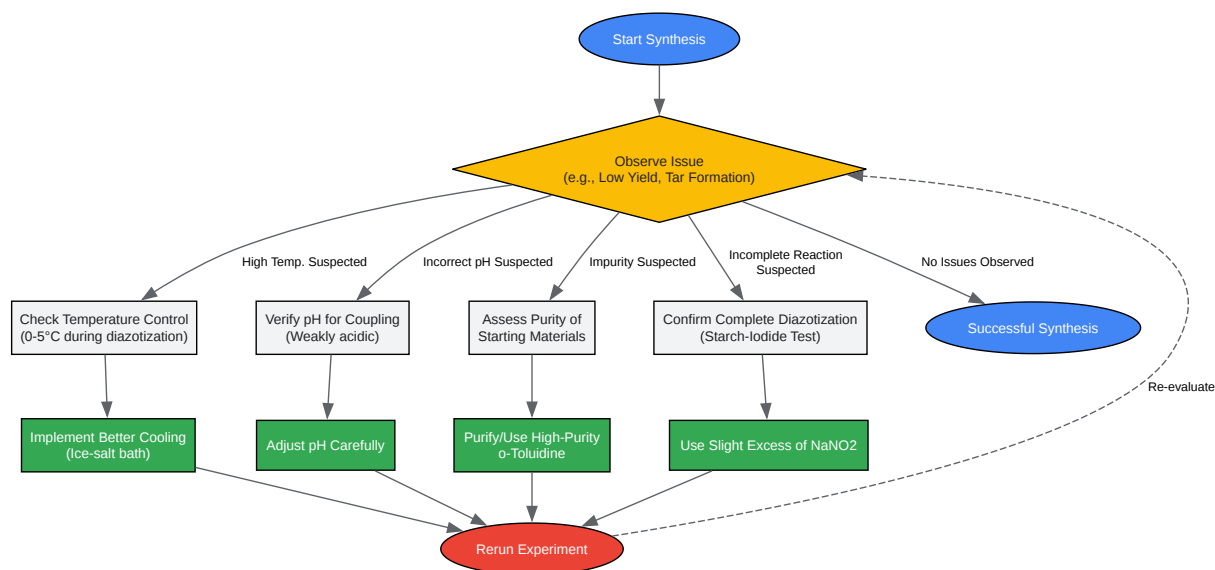 Start Synthesis
Observe Issue
(e.g., Low Yield, Tar Formation)
High Temp. Suspected
Incorrect pH Suspected
Impurity Suspected
Incomplete Reaction
Suspected
No Issues Observed
Check Temperature Control
(0-5°C during diazotization)
Verify pH for Coupling
(Weakly acidic)
Assess Purity of
Starting Materials
Confirm Complete Diazotization
(Starch-Iodide Test)
Successful Synthesis
Re-evaluate
Implement Better Cooling
(Ice-salt bath)
Adjust pH Carefully
Purify/Use High-Purity
o-Toluidine
Use Slight Excess of NaNO2
Rerun Experiment